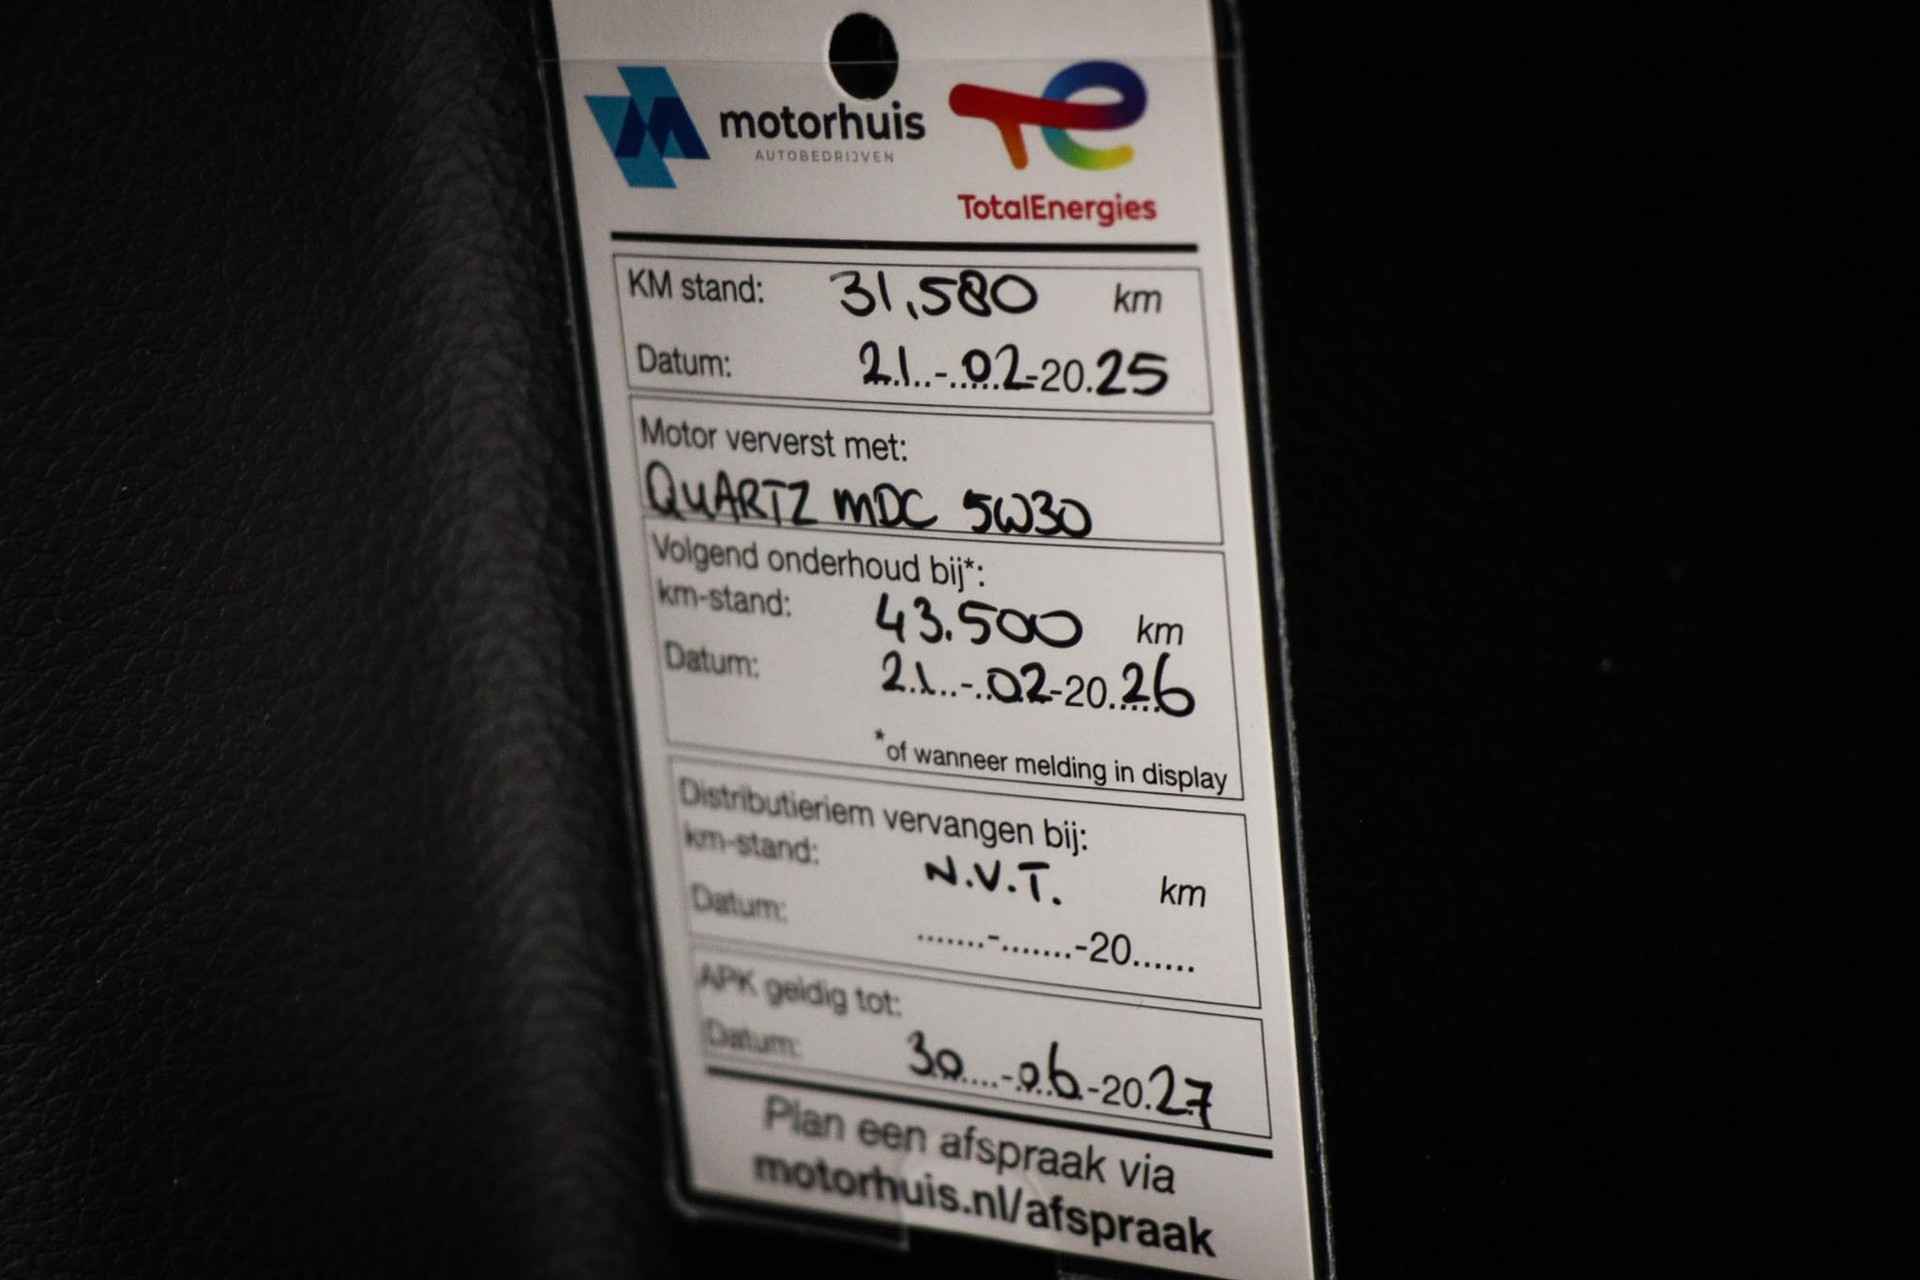 motorhuis
AUTOBEDRIJVEN
TotalEnergies
KM stand: 31,580 km
Datum: 21..-.....02-20.25
Motor ververst met:
QUARTZ MDC 5W30
Volgend onderhoud bij*:
km-stand: 43.500 km
Datum: 21..-..02-20..26
*of wanneer melding in display
Distributieriem vervangen bij:
km-stand: N.V.T. km
Datum: .......-.......-20......
APK geldig tot:
Datum: 30....-06-20.27
Plan een afspraak via
motorhuis.nl/afspraak